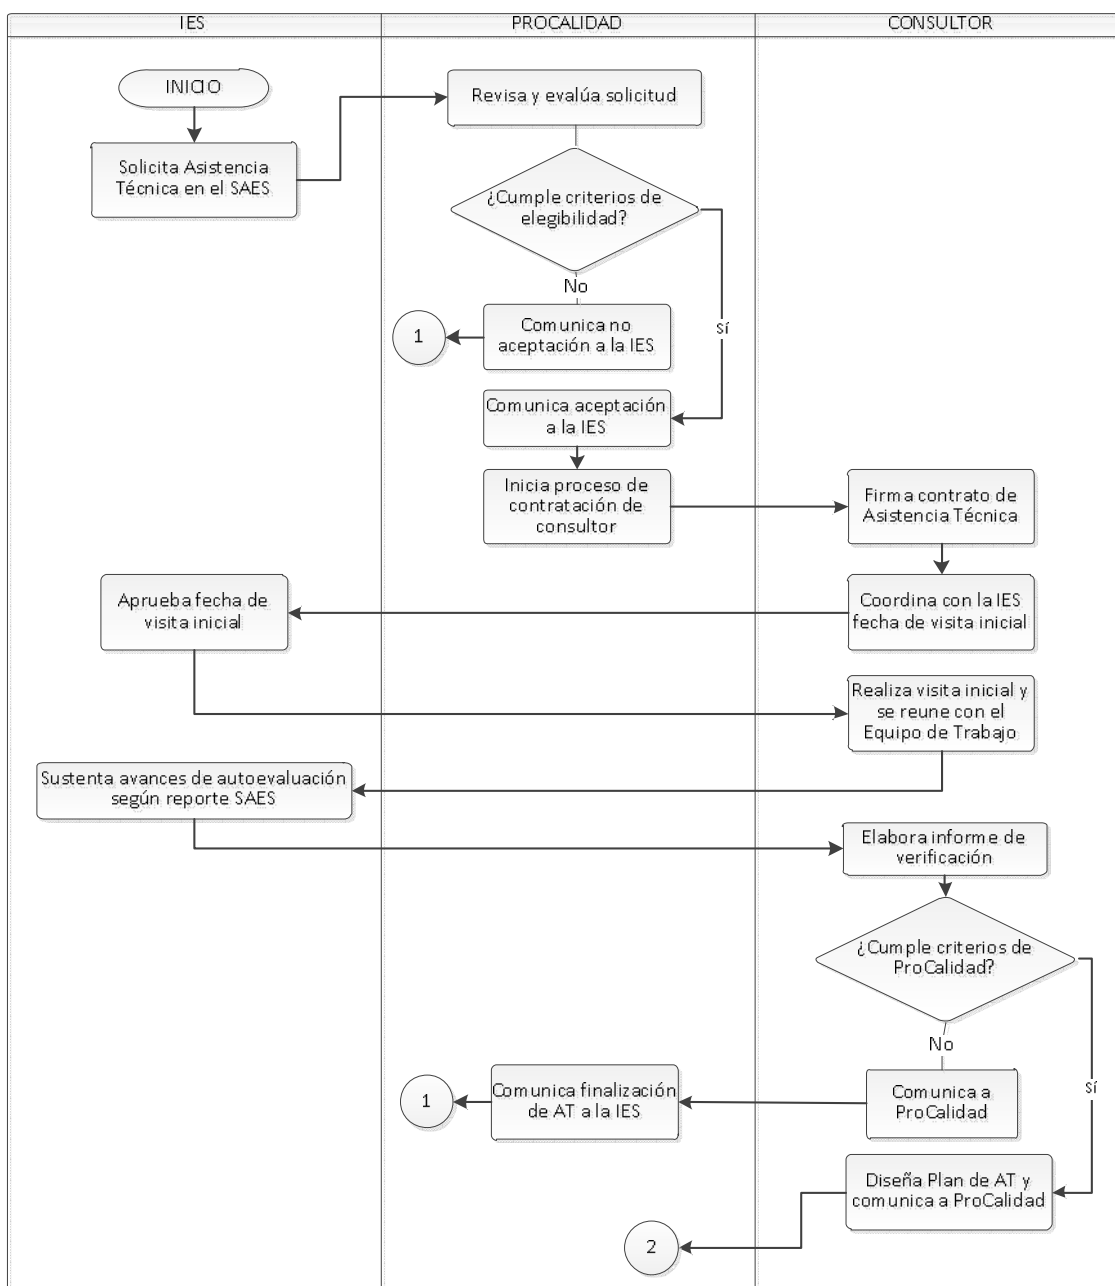 IES
PROCALIDAD
CONSULTOR
INICIO
Solicita Asistencia
Técnica en el SAES
Revisa y evalúa solicitud
¿Cumple criterios de
elegibilidad?
No
Sí
1
Comunica no
aceptación a la IES
Comunica aceptación
a la IES
Inicia proceso de
contratación de
consultor
Firma contrato de
Asistencia Técnica
Coordina con la IES
fecha de visita inicial
Aprueba fecha de
visita inicial
Realiza visita inicial y
se reune con el
Equipo de Trabajo
Sustenta avances de autoevaluación
según reporte SAES
Elabora informe de
verificación
¿Cumple criterios de
ProCalidad?
No
Sí
Comunica a
ProCalidad
Comunica finalización
de AT a la IES
1
Diseña Plan de AT y
comunica a ProCalidad
2